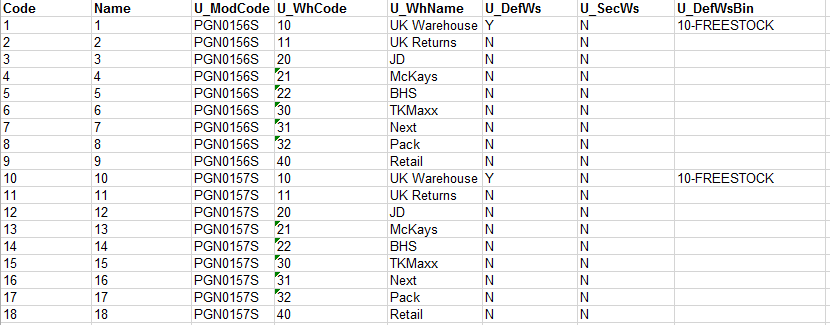 Code Name U_ModCode U_WhCode U_WhName U_DefWs U_SecWs U_DefWsBin
1 1 PGN0156S 10 UK Warehouse Y N 10-FREESTOCK
2 2 PGN0156S 11 UK Returns N N
3 3 PGN0156S 20 JD N N
4 4 PGN0156S 21 McKays N N
5 5 PGN0156S 22 BHS N N
6 6 PGN0156S 30 TKMaxx N N
7 7 PGN0156S 31 Next N N
8 8 PGN0156S 32 Pack N N
9 9 PGN0156S 40 Retail N N
10 10 PGN0157S 10 UK Warehouse Y N 10-FREESTOCK
11 11 PGN0157S 11 UK Returns N N
12 12 PGN0157S 20 JD N N
13 13 PGN0157S 21 McKays N N
14 14 PGN0157S 22 BHS N N
15 15 PGN0157S 30 TKMaxx N N
16 16 PGN0157S 31 Next N N
17 17 PGN0157S 32 Pack N N
18 18 PGN0157S 40 Retail N N